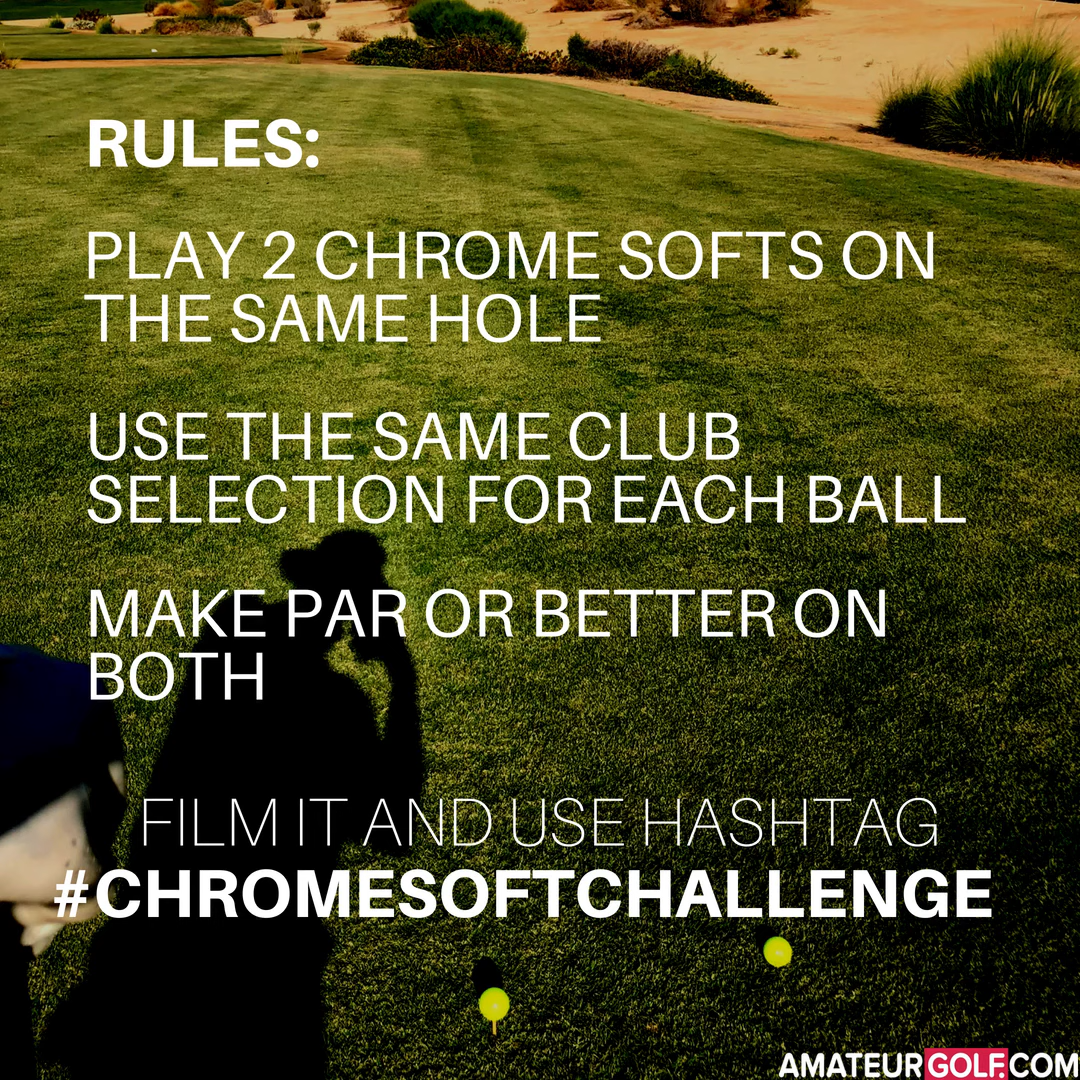 RULES:
PLAY 2 CHROME SOFTS ON
THE SAME HOLE
USE THE SAME CLUB
SELECTION FOR EACH BALL
MAKE PAR OR BETTER ON
BOTH
FILM IT AND USE HASHTAG
#CHROMESOFTCHALLENGE
AMATEURGOLF.COM